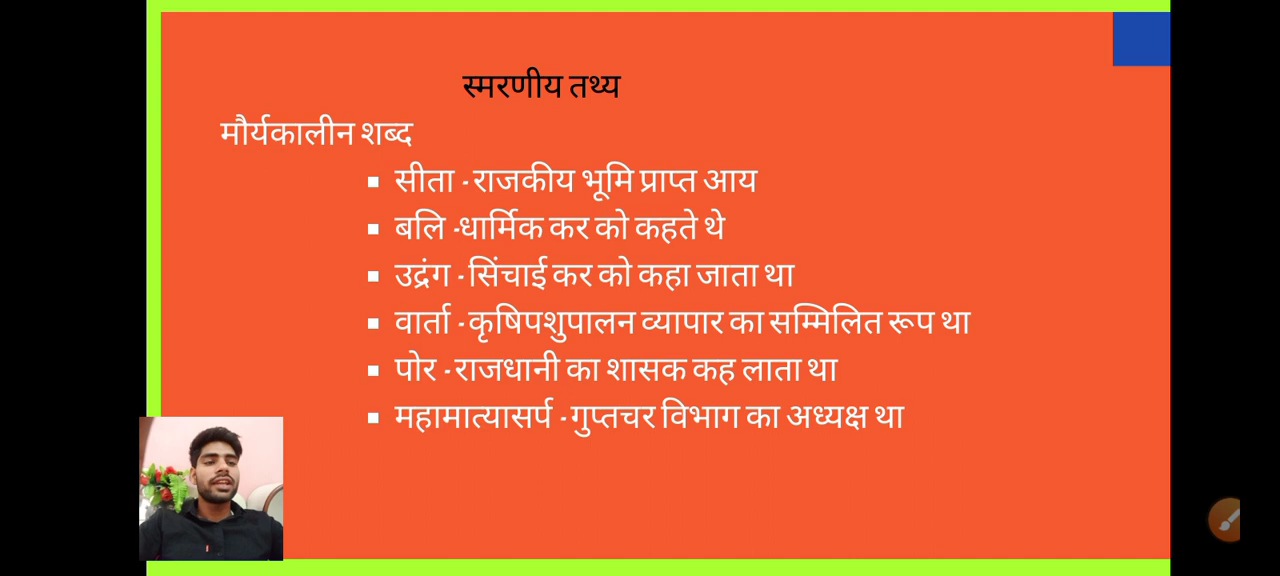 स्मरणीय तथ्य
मौर्यकालीन शब्द
सीता - राजकीय भूमि प्राप्त आय
बलि -धार्मिक कर को कहते थे
उद्रंग - सिंचाई कर को कहा जाता था
वार्ता - कृषिपशुपालन व्यापार का सम्मिलित रूप था
पोर - राजधानी का शासक कह लाता था
महामात्यासर्प - गुप्तचर विभाग का अध्यक्ष था